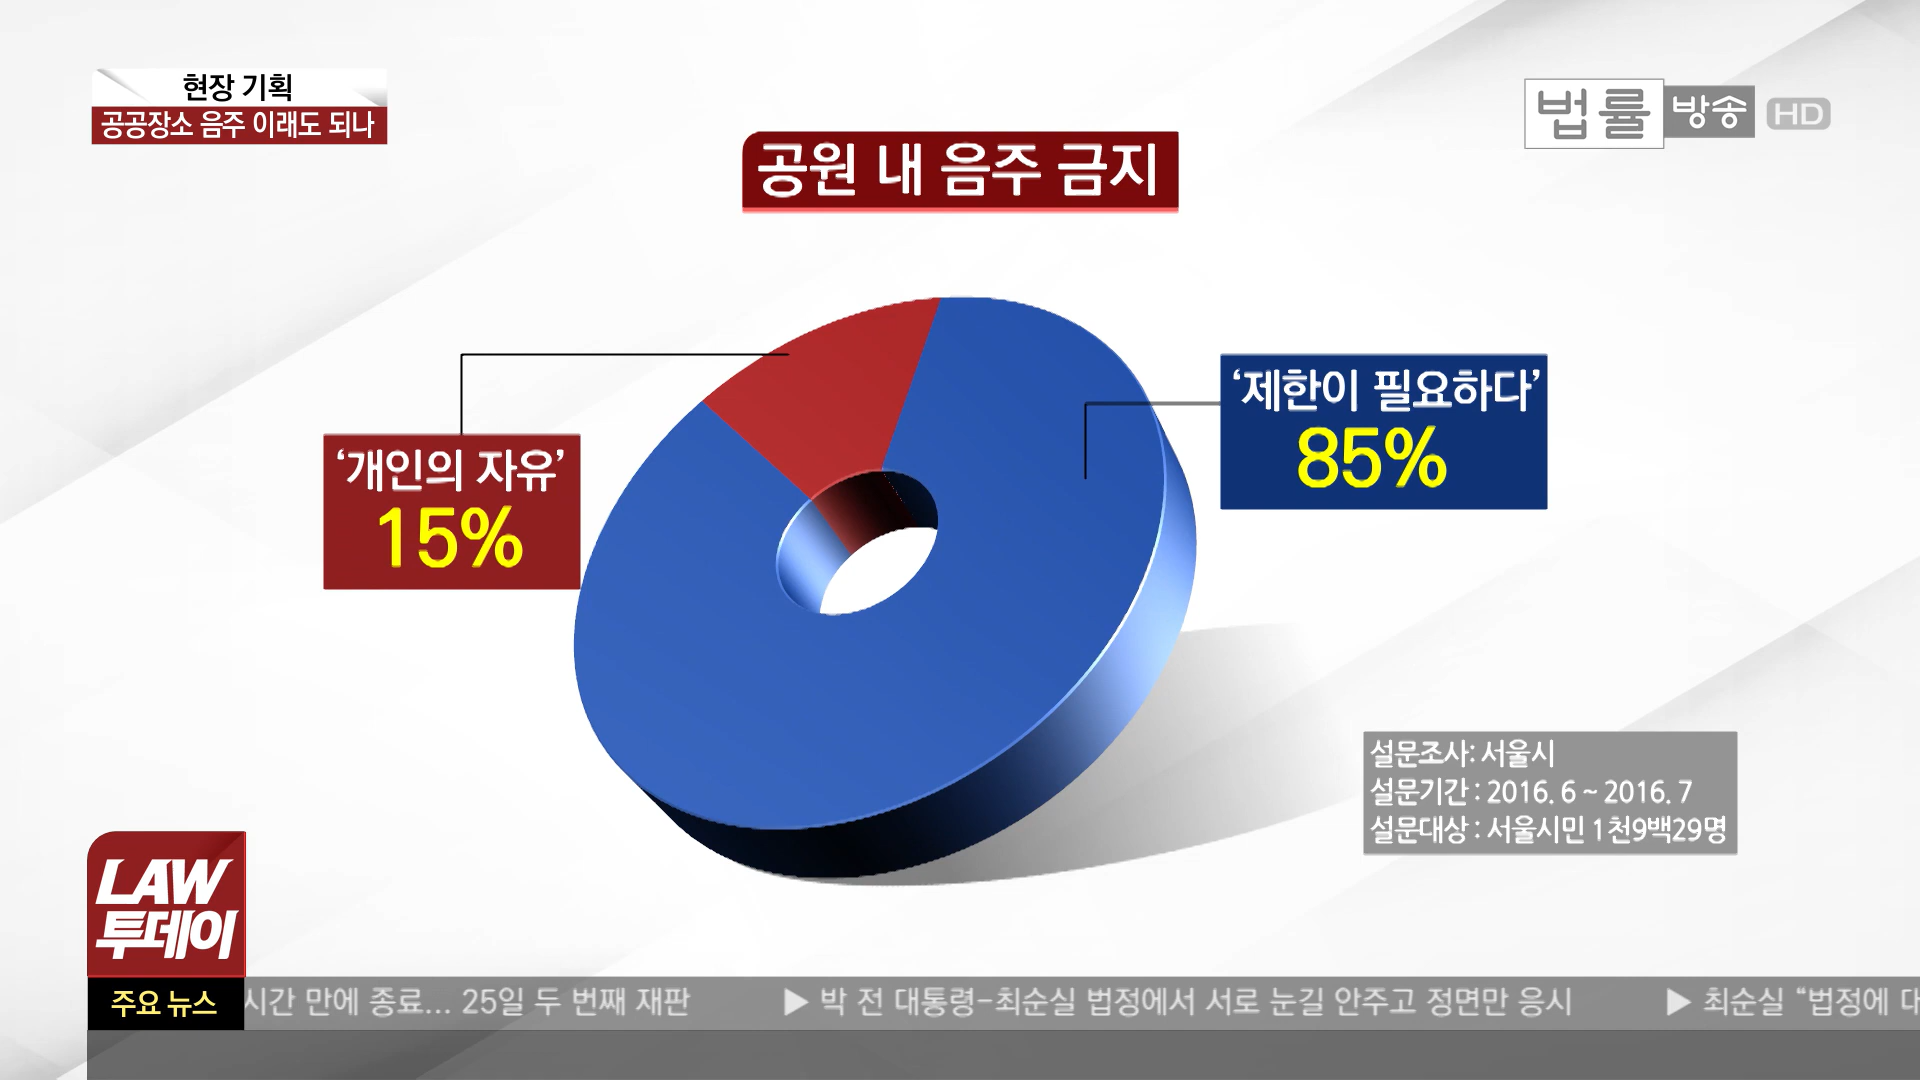 현장 기획
공공장소 음주 이래도 되나
법률방송 HD
공원 내 음주 금지
‘개인의 자유’
15%
‘제한이 필요하다’
85%
설문조사: 서울시
설문기간 : 2016. 6 ~ 2016. 7
설문대상 : 서울시민 1천9백29명
LAW
투데이
주요 뉴스
시간 만에 종료... 25일 두 번째 재판 ▶ 박 전 대통령-최순실 법정에서 서로 눈길 안주고 정면만 응시 ▶ 최순실 “법정에